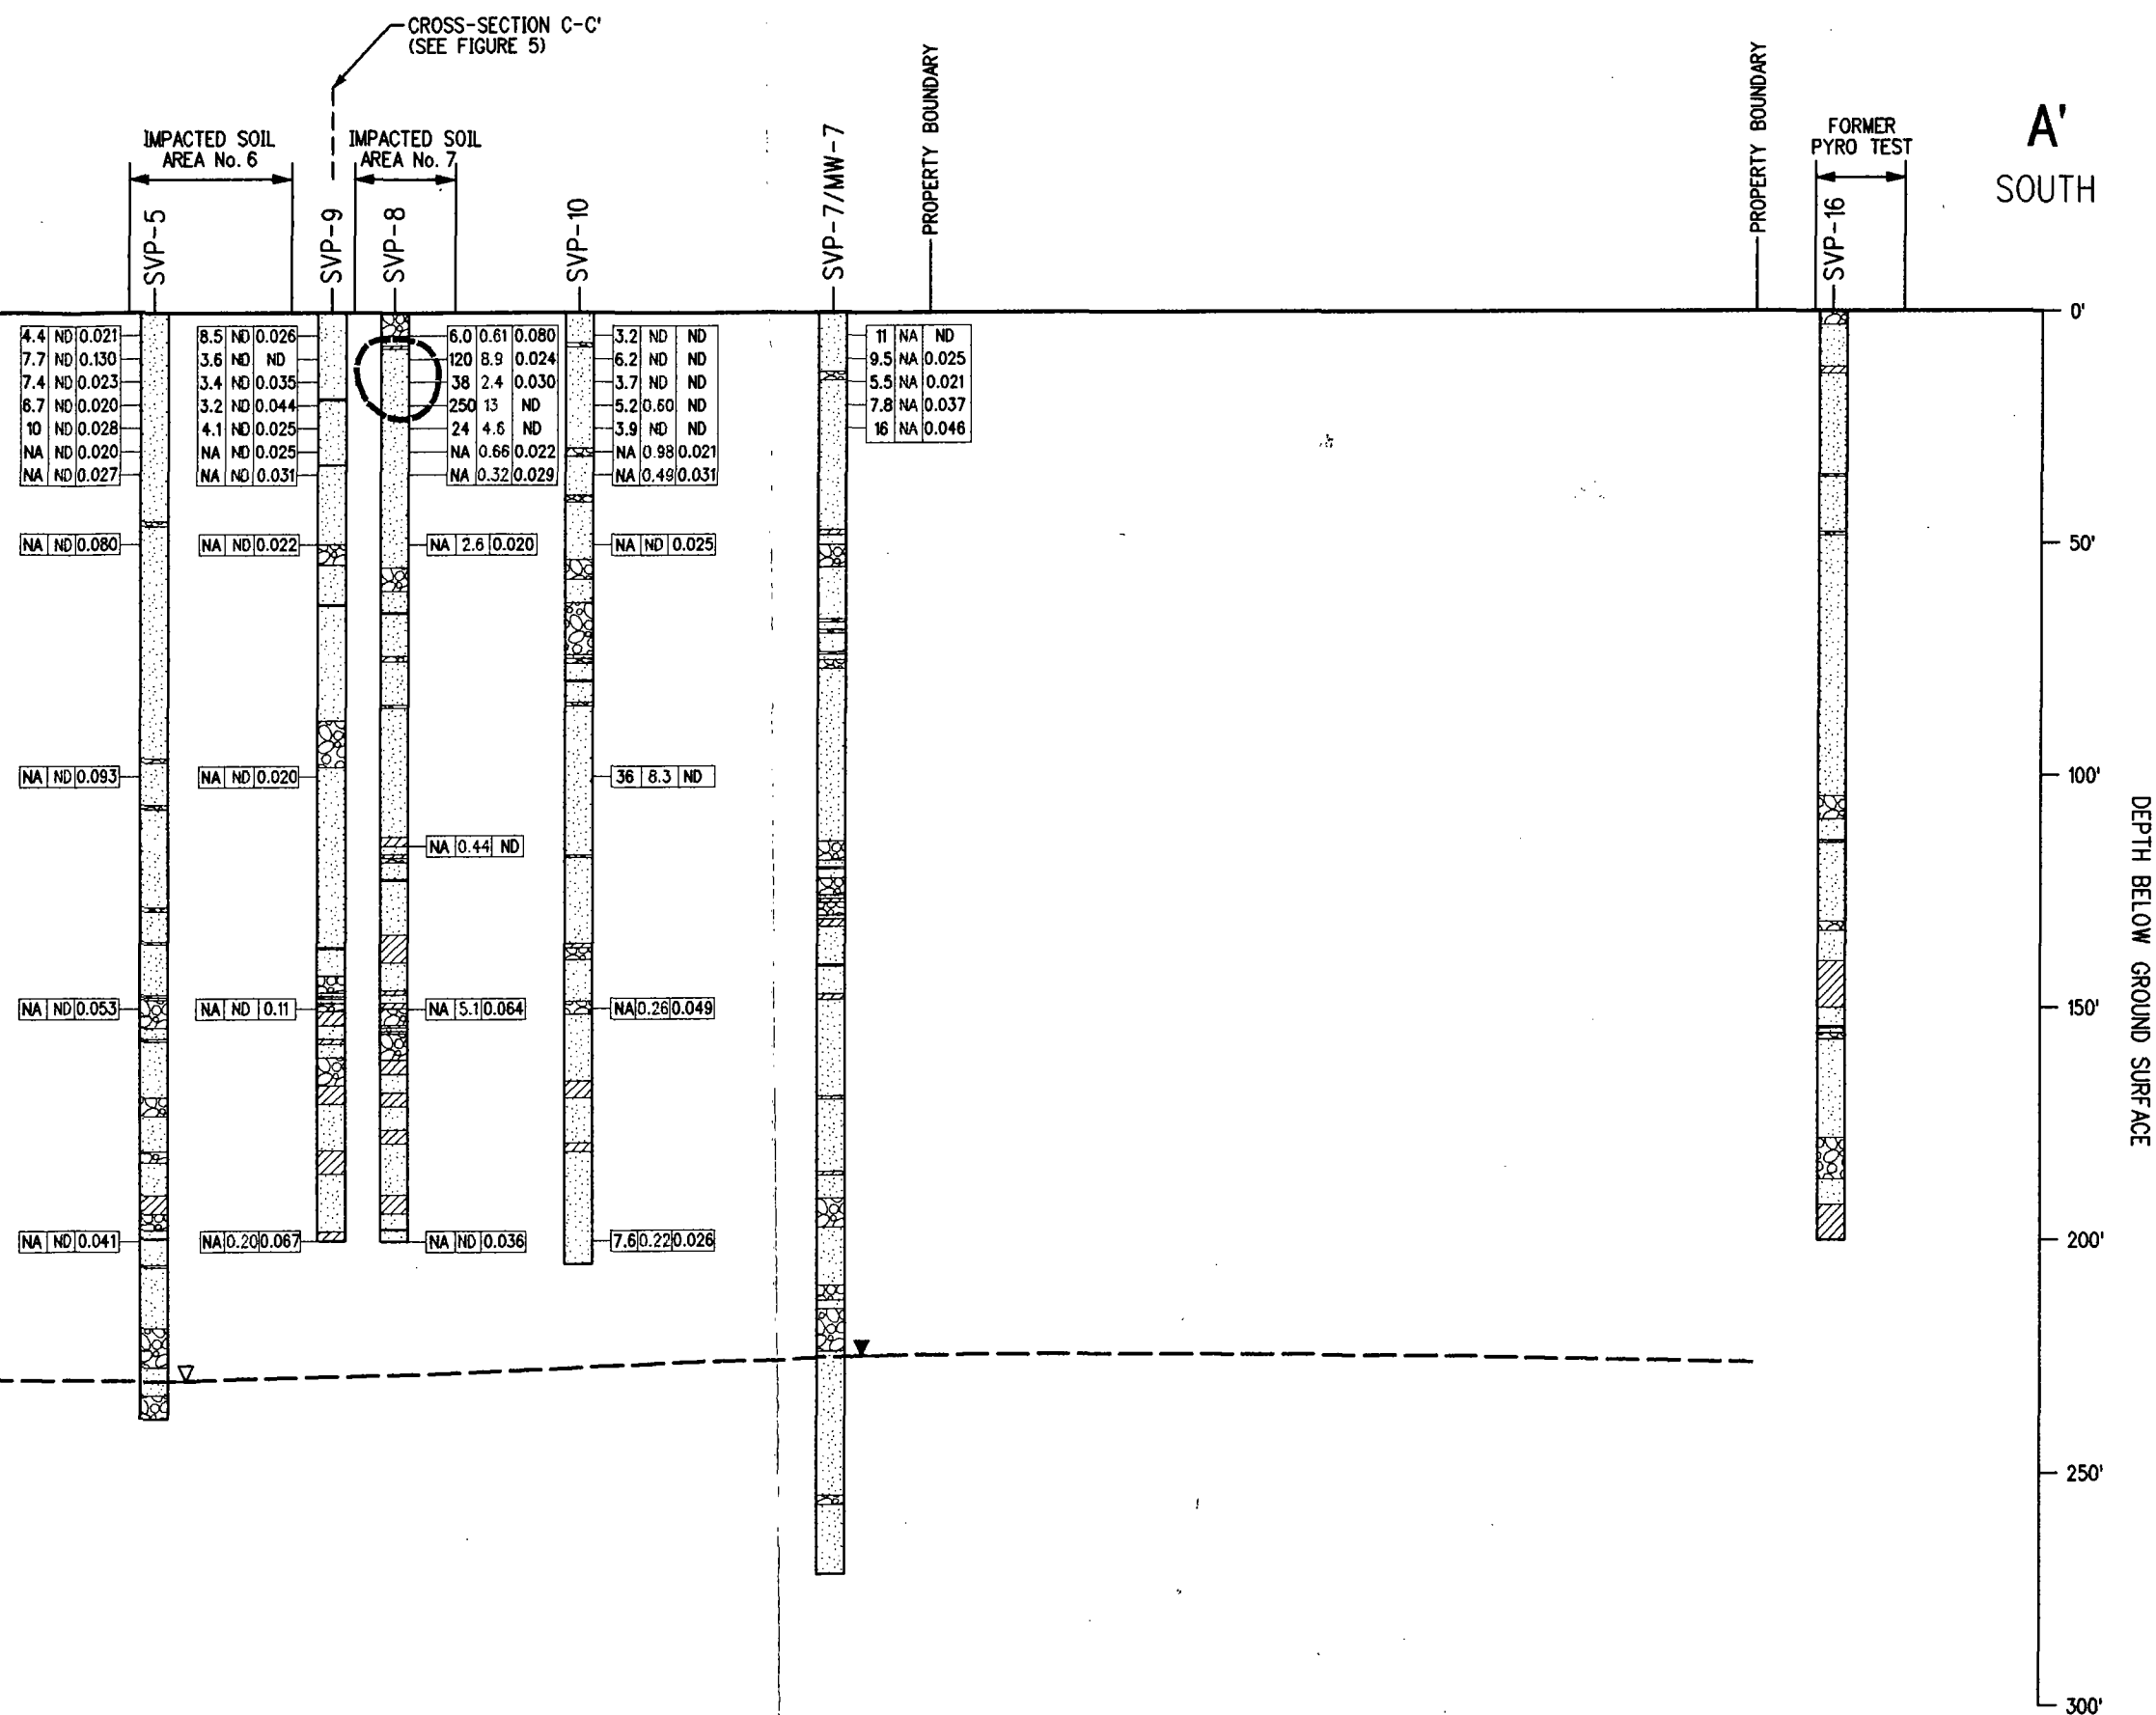 CROSS-SECTION C-C'
(SEE FIGURE 5)
IMPACTED SOIL
AREA No. 6
IMPACTED SOIL
AREA No. 7
SVP-5
SVP-9
SVP-8
SVP-10
SVP-7/MW-7
PROPERTY BOUNDARY
PROPERTY BOUNDARY
FORMER
PYRO TEST
SVP-16
A'
SOUTH
4.4 ND 0.021
7.7 ND 0.130
7.4 ND 0.023
6.7 ND 0.020
10 ND 0.028
NA ND 0.020
NA ND 0.027
NA ND 0.080
NA ND 0.093
NA ND 0.053
NA ND 0.041
8.5 ND 0.026
3.6 ND ND
3.4 ND 0.035
3.2 ND 0.044
4.1 ND 0.025
NA ND 0.025
NA ND 0.031
NA ND 0.022
NA ND 0.020
NA ND 0.11
NA 0.20 0.067
6.0 0.61 0.080
120 8.9 0.024
38 2.4 0.030
250 13 ND
24 4.6 ND
NA 0.66 0.022
NA 0.32 0.029
NA 2.6 0.020
NA 0.44 ND
NA 5.1 0.064
NA ND 0.036
3.2 ND ND
6.2 ND ND
3.7 ND ND
5.2 0.60 ND
3.9 ND ND
NA 0.98 0.021
NA 0.49 0.031
NA ND 0.025
36 8.3 ND
NA 0.26 0.049
7.6 0.22 0.026
11 NA ND
9.5 NA 0.025
5.5 NA 0.021
7.8 NA 0.037
16 NA 0.046
0'
50'
100'
150'
200'
250'
300'
DEPTH BELOW GROUND SURFACE